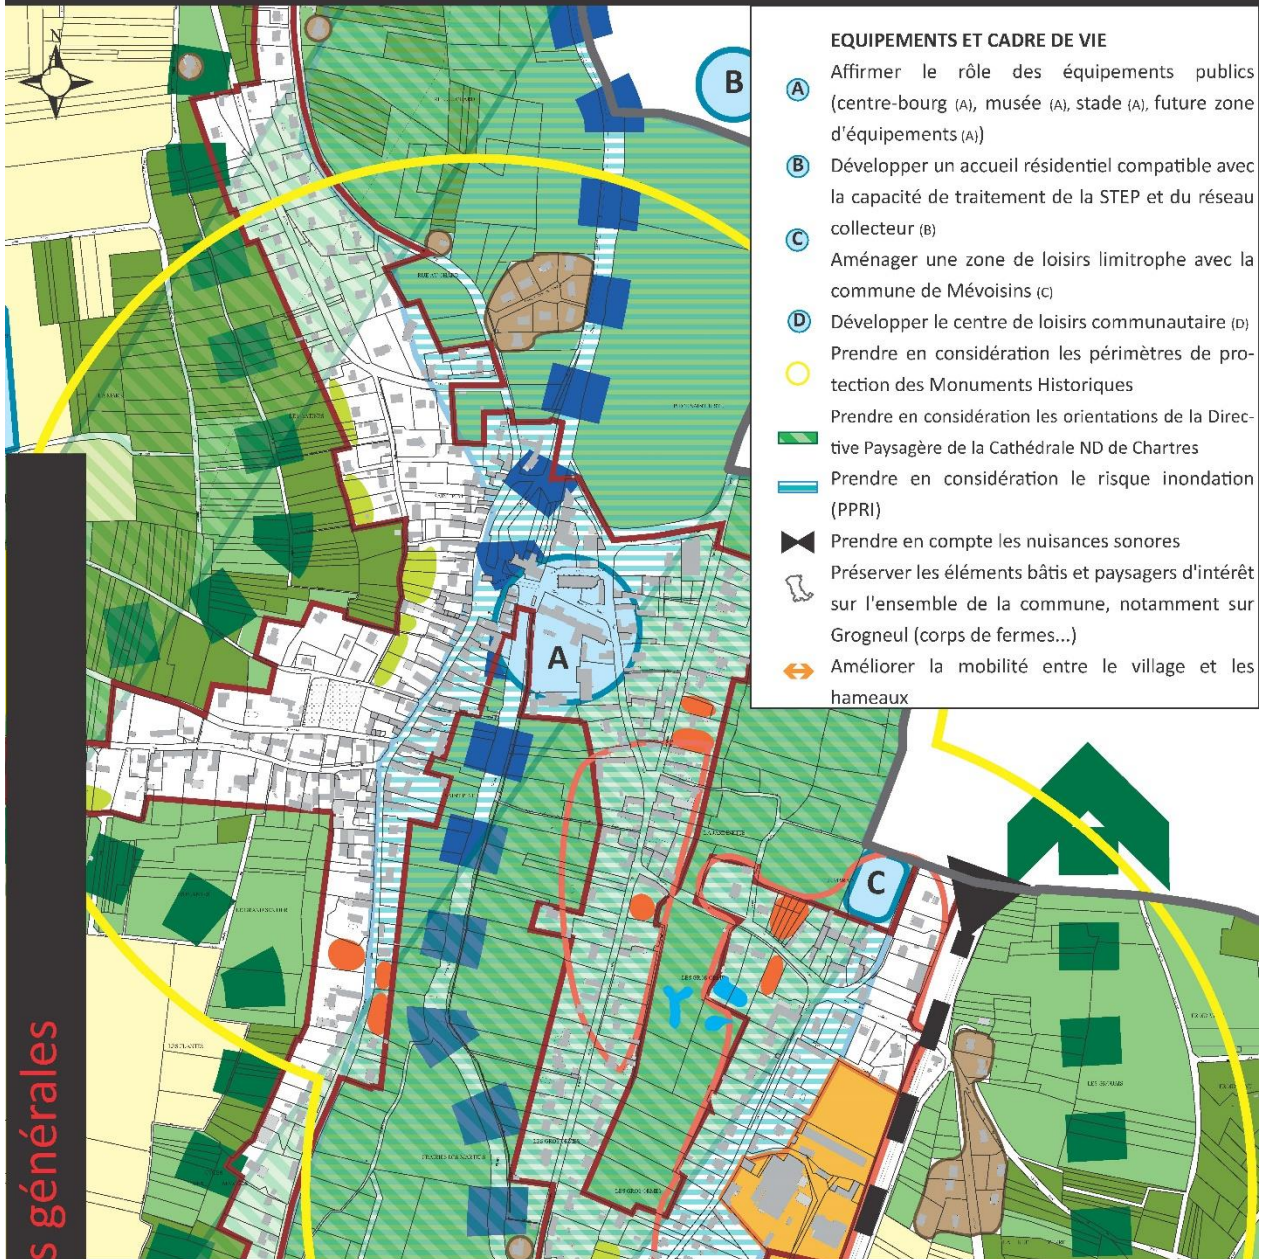 N
B
EQUIPEMENTS ET CADRE DE VIE
A
Affirmer le rôle des équipements publics
(centre-bourg (A), musée (A), stade (A), future zone
d'équipements (A))
B
Développer un accueil résidentiel compatible avec
la capacité de traitement de la STEP et du réseau
collecteur (B)
C
Aménager une zone de loisirs limitrophe avec la
commune de Mévoisins (C)
D
Développer le centre de loisirs communautaire (D)
Prendre en considération les périmètres de pro-
tection des Monuments Historiques
Prendre en considération les orientations de la Direc-
tive Paysagère de la Cathédrale ND de Chartres
Prendre en considération le risque inondation
(PPRI)
Prendre en compte les nuisances sonores
Préserver les éléments bâtis et paysagers d'intérêt
sur l'ensemble de la commune, notamment sur
Grogneul (corps de fermes...)
Améliorer la mobilité entre le village et les
hameaux
A
C
s générales